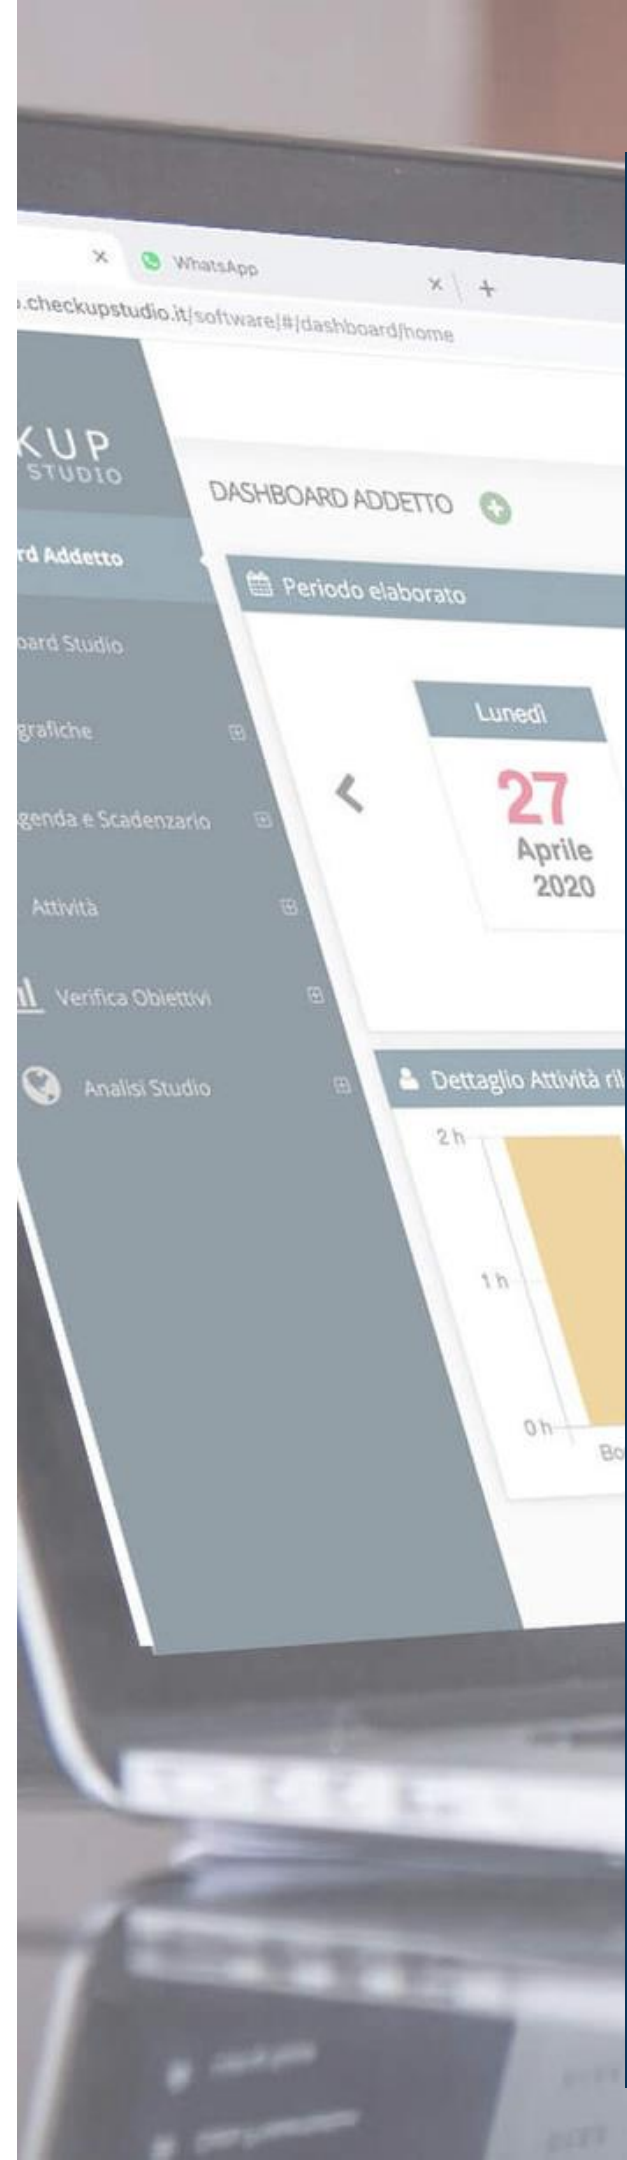 WhatsApp
.checkupstudio.it/software/#/dashboard/home
KUP
STUDIO
DASHBOARD ADDETTO
rd Addetto
Periodo elaborato
oard Studio
Lunedì
grafiche
27
Aprile
2020
genda e Scadenzario
Attività
Verifica Obiettivi
Analisi Studio
Dettaglio Attività ril
2 h
1 h
0 h
Bo